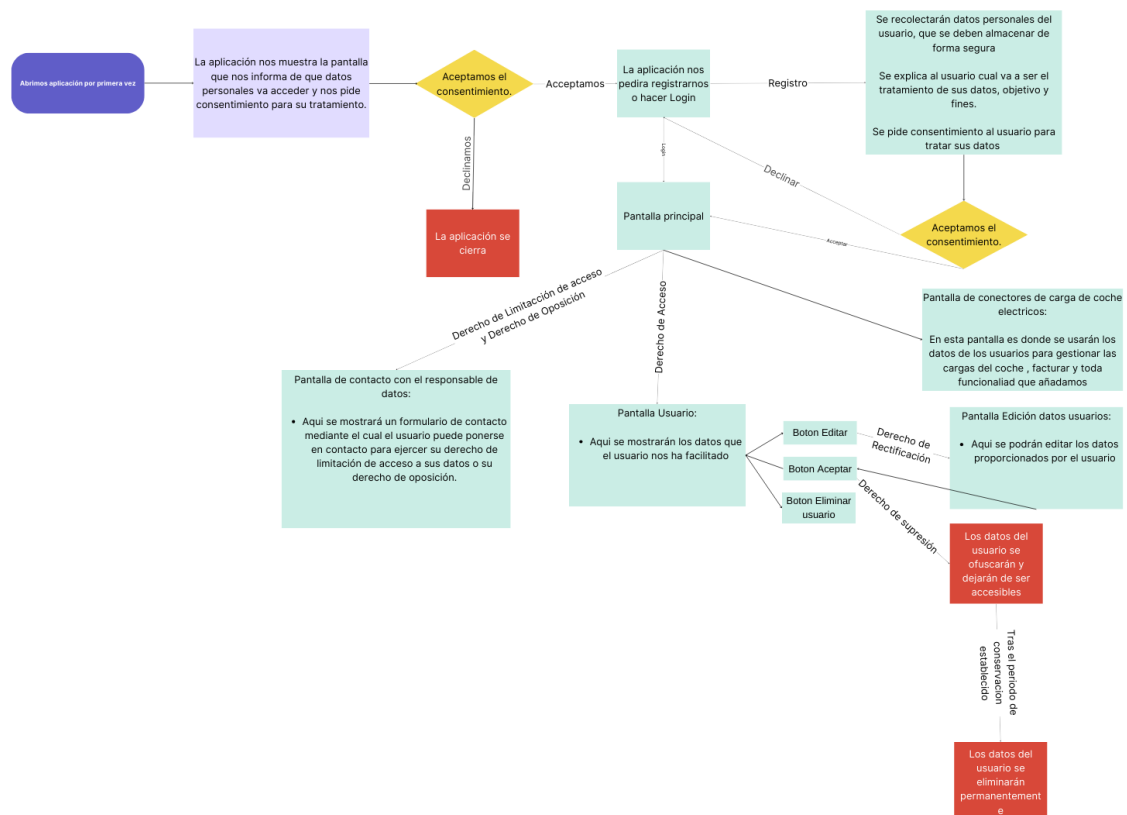 Abrimos aplicación por primera vez
La aplicación nos muestra la pantalla
que nos informa de que datos
personales va acceder y nos pide
consentimiento para su tratamiento.
Aceptamos el
consentimiento.
Acceptamos
Declinamos
La aplicación se
cierra
La aplicación nos
pedira registrarnos
o hacer Login
Registro
Se recolectarán datos personales del
usuario, que se deben almacenar de
forma segura
Se explica al usuario cual va a ser el
tratamiento de sus datos, objetivo y
fines.
Se pide consentimiento al usuario para
tratar sus datos
Login
Declinar
Aceptamos el
consentimiento.
Acceptar
Pantalla principal
Derecho de Limitacción de acceso
y Derecho de Oposición
Derecho de Acceso
Pantalla de conectores de carga de coche
electricos:
En esta pantalla es donde se usarán los
datos de los usuarios para gestionar las
cargas del coche , facturar y toda
funcionaliad que añadamos
Pantalla de contacto con el responsable de
datos:
• Aqui se mostrará un formulario de contacto
mediante el cual el usuario puede ponerse
en contacto para ejercer su derecho de
limitación de acceso a sus datos o su
derecho de oposición.
Pantalla Usuario:
• Aqui se mostrarán los datos que
el usuario nos ha facilitado
Boton Editar
Boton Aceptar
Boton Eliminar
usuario
Derecho de
Rectificación
Pantalla Edición datos usuarios:
• Aqui se podrán editar los datos
proporcionados por el usuario
Derecho de supresión
Los datos del
usuario se
ofuscarán y
dejarán de ser
accesibles
Tras el periodo de
conservacion
establecido
Los datos del
usuario se
eliminarán
permanentement
e